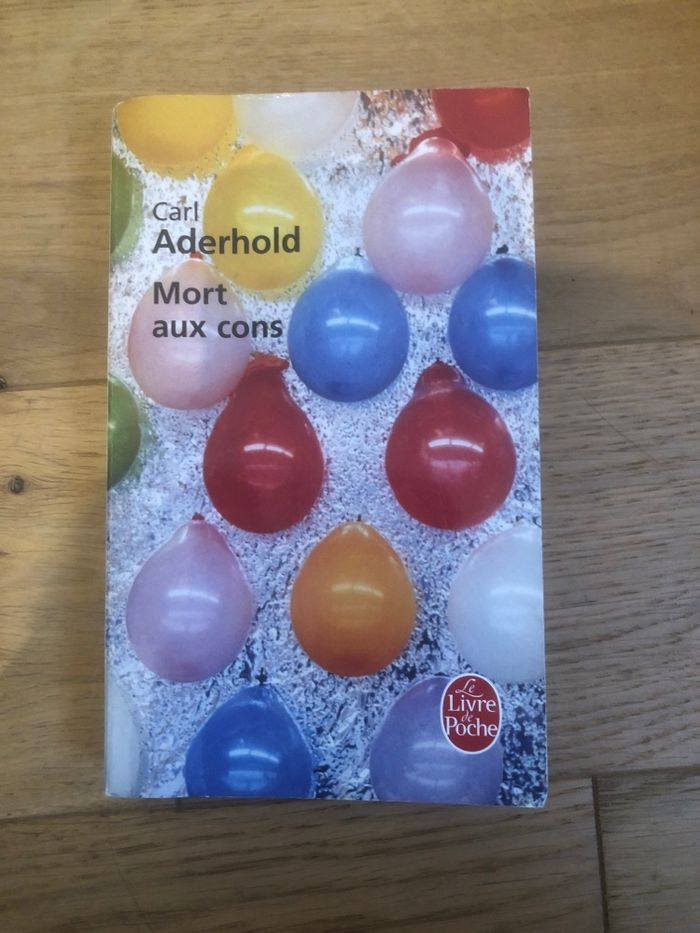 Carl
Aderhold
Mort
aux cons
Le
Livre
de
Poche